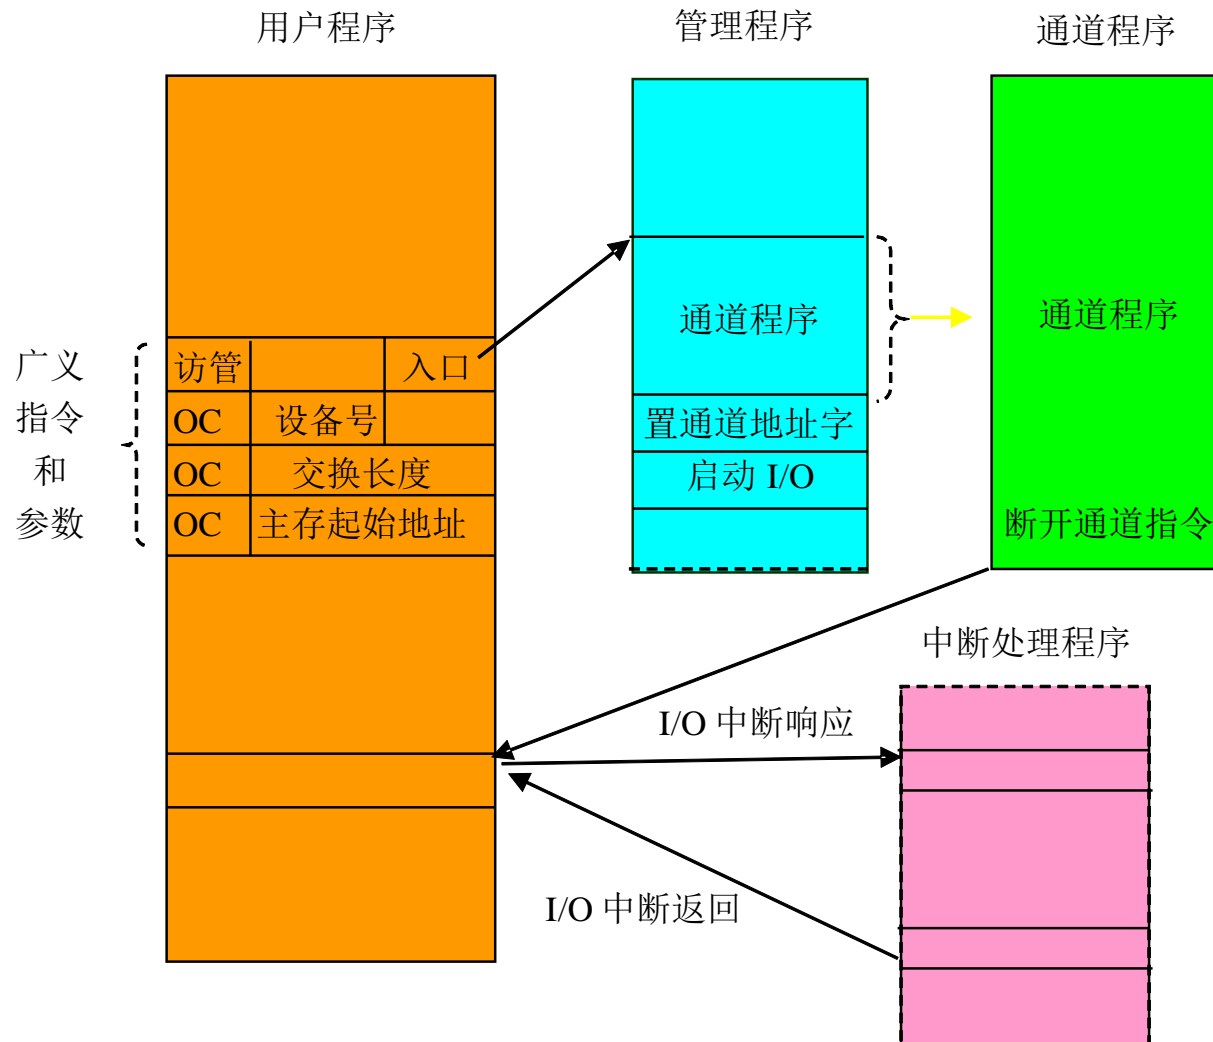 用户程序
管理程序
通道程序
广义
指令
和
参数
访管
入口
OC
设备号
OC
交换长度
OC
主存起始地址
通道程序
置通道地址字
启动 I/O
通道程序
断开通道指令
中断处理程序
I/O 中断响应
I/O 中断返回